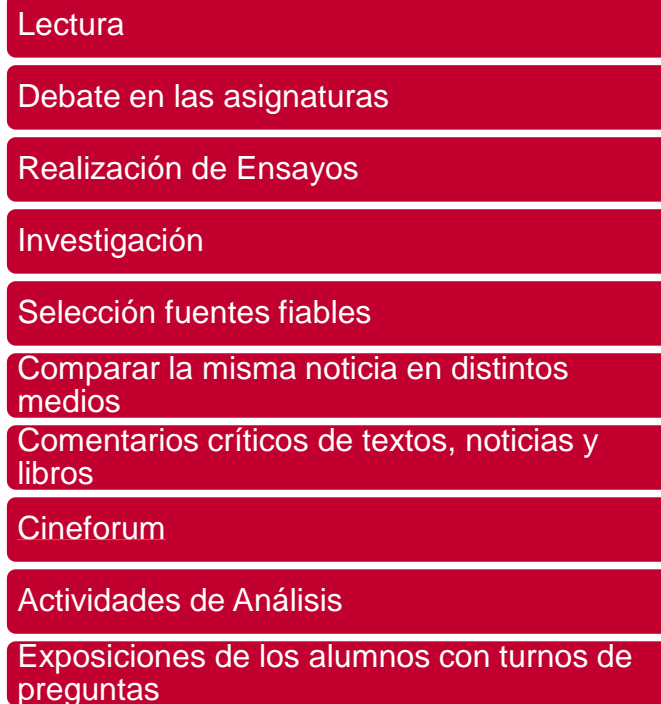 Lectura
Debate en las asignaturas
Realización de Ensayos
Investigación
Selección fuentes fiables
Comparar la misma noticia en distintos
medios
Comentarios críticos de textos, noticias y
libros
Cineforum
Actividades de Análisis
Exposiciones de los alumnos con turnos de
preguntas